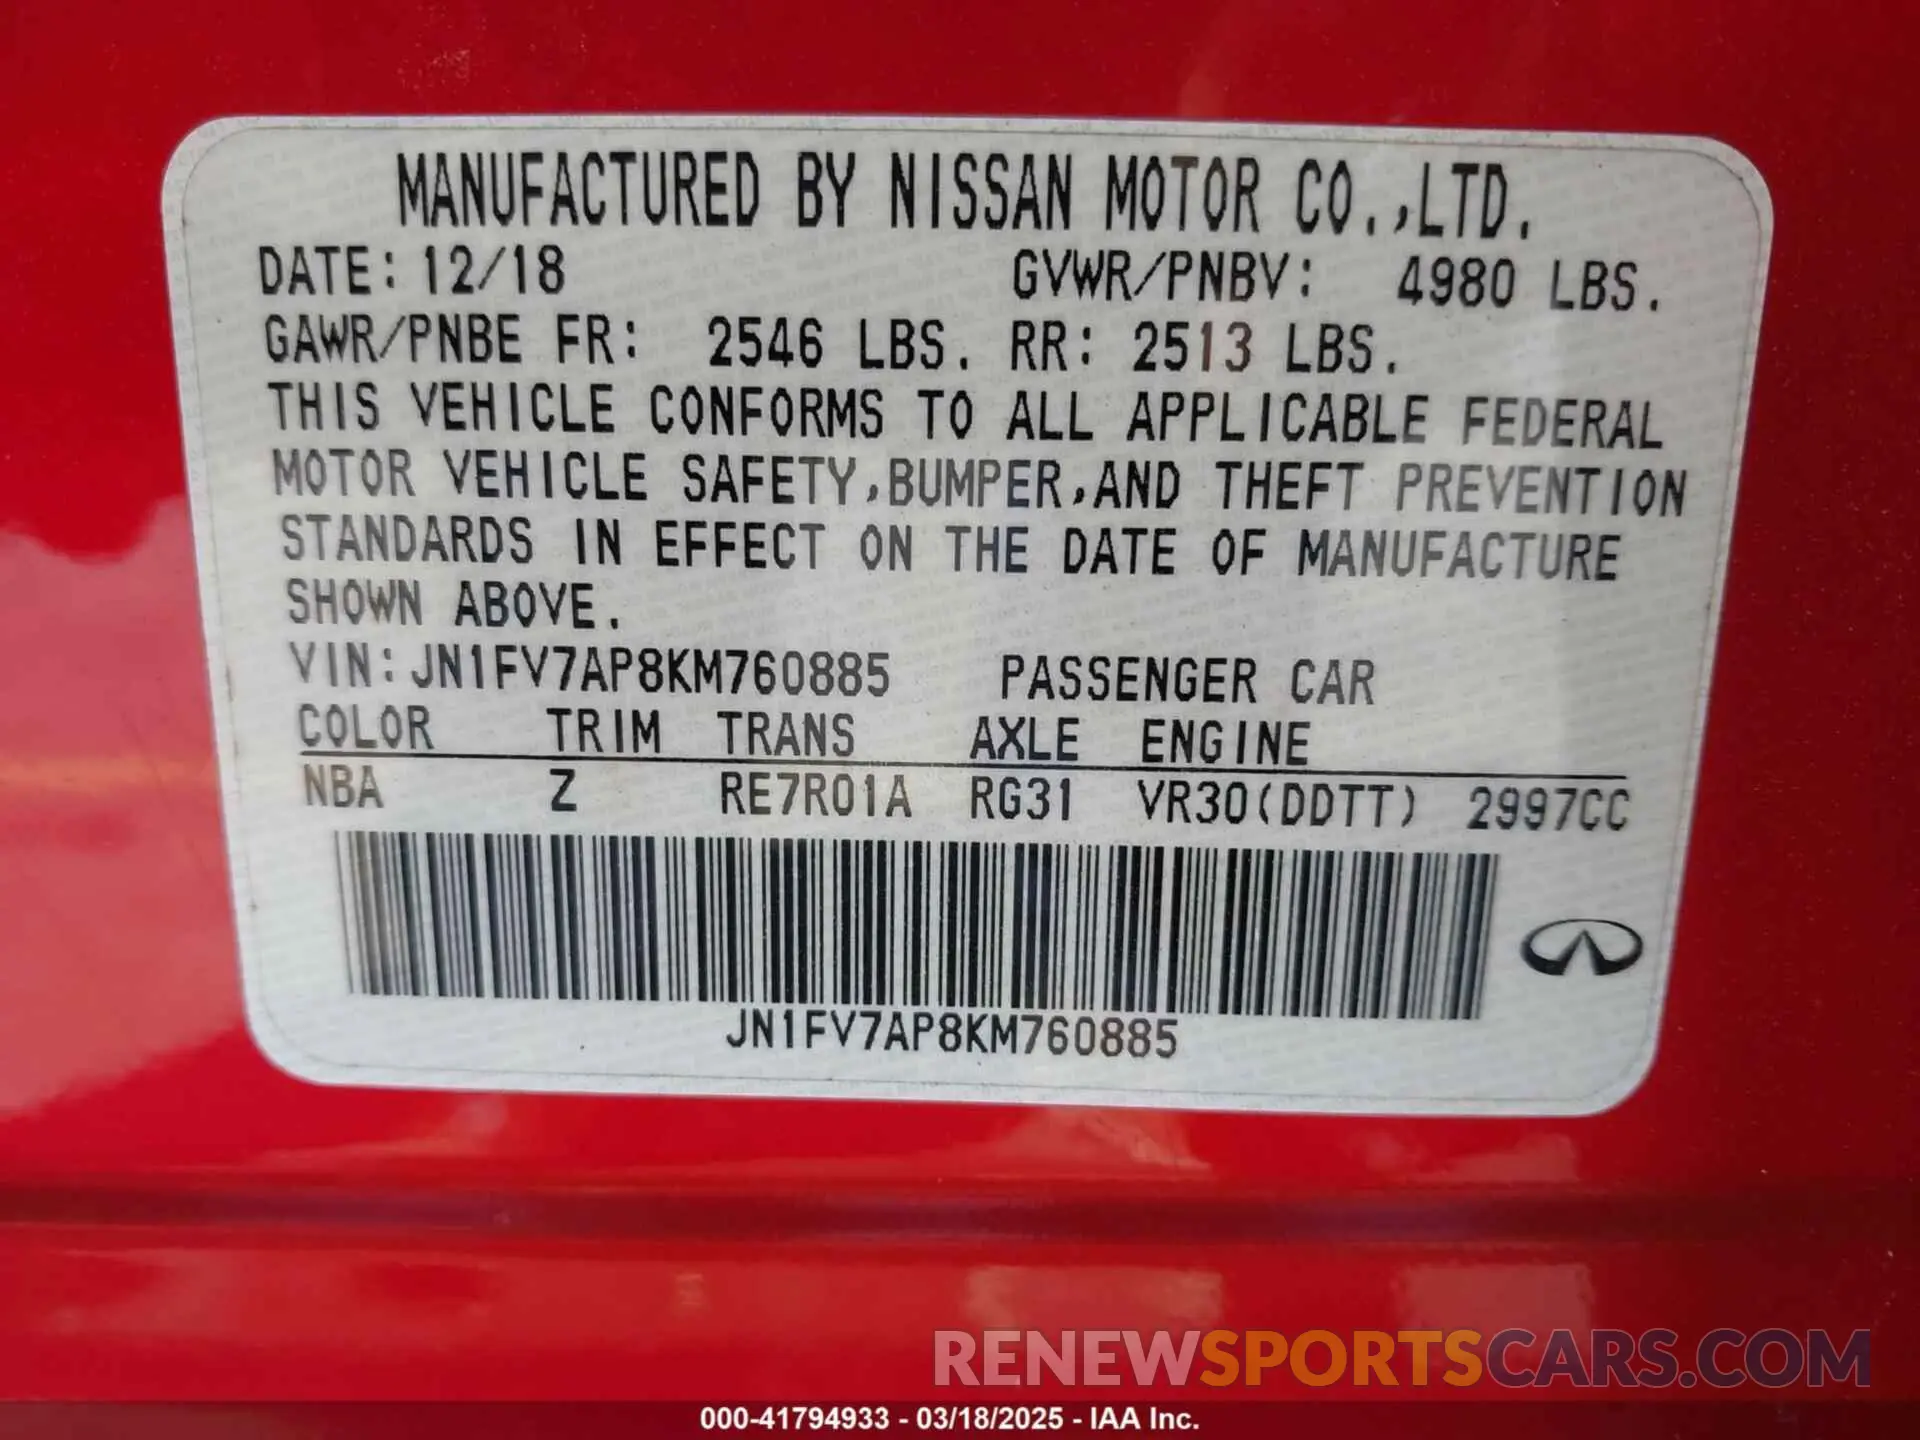 MANUFACTURED BY NISSAN MOTOR CO.,LTD.
DATE: 12/18 GVWR/PNBV: 4980 LBS.
GAWR/PNBE FR: 2546 LBS. RR: 2513 LBS.
THIS VEHICLE CONFORMS TO ALL APPLICABLE FEDERAL
MOTOR VEHICLE SAFETY,BUMPER,AND THEFT PREVENTION
STANDARDS IN EFFECT ON THE DATE OF MANUFACTURE
SHOWN ABOVE.
VIN: JN1FV7AP8KM760885 PASSENGER CAR
COLOR TRIM TRANS AXLE ENGINE
NBA Z RE7R01A RG31 VR30(DDTT) 2997CC
JN1FV7AP8KM760885
RENEWSPORTSCARS.COM
000-41794933 - 03/18/2025 - IAA Inc.